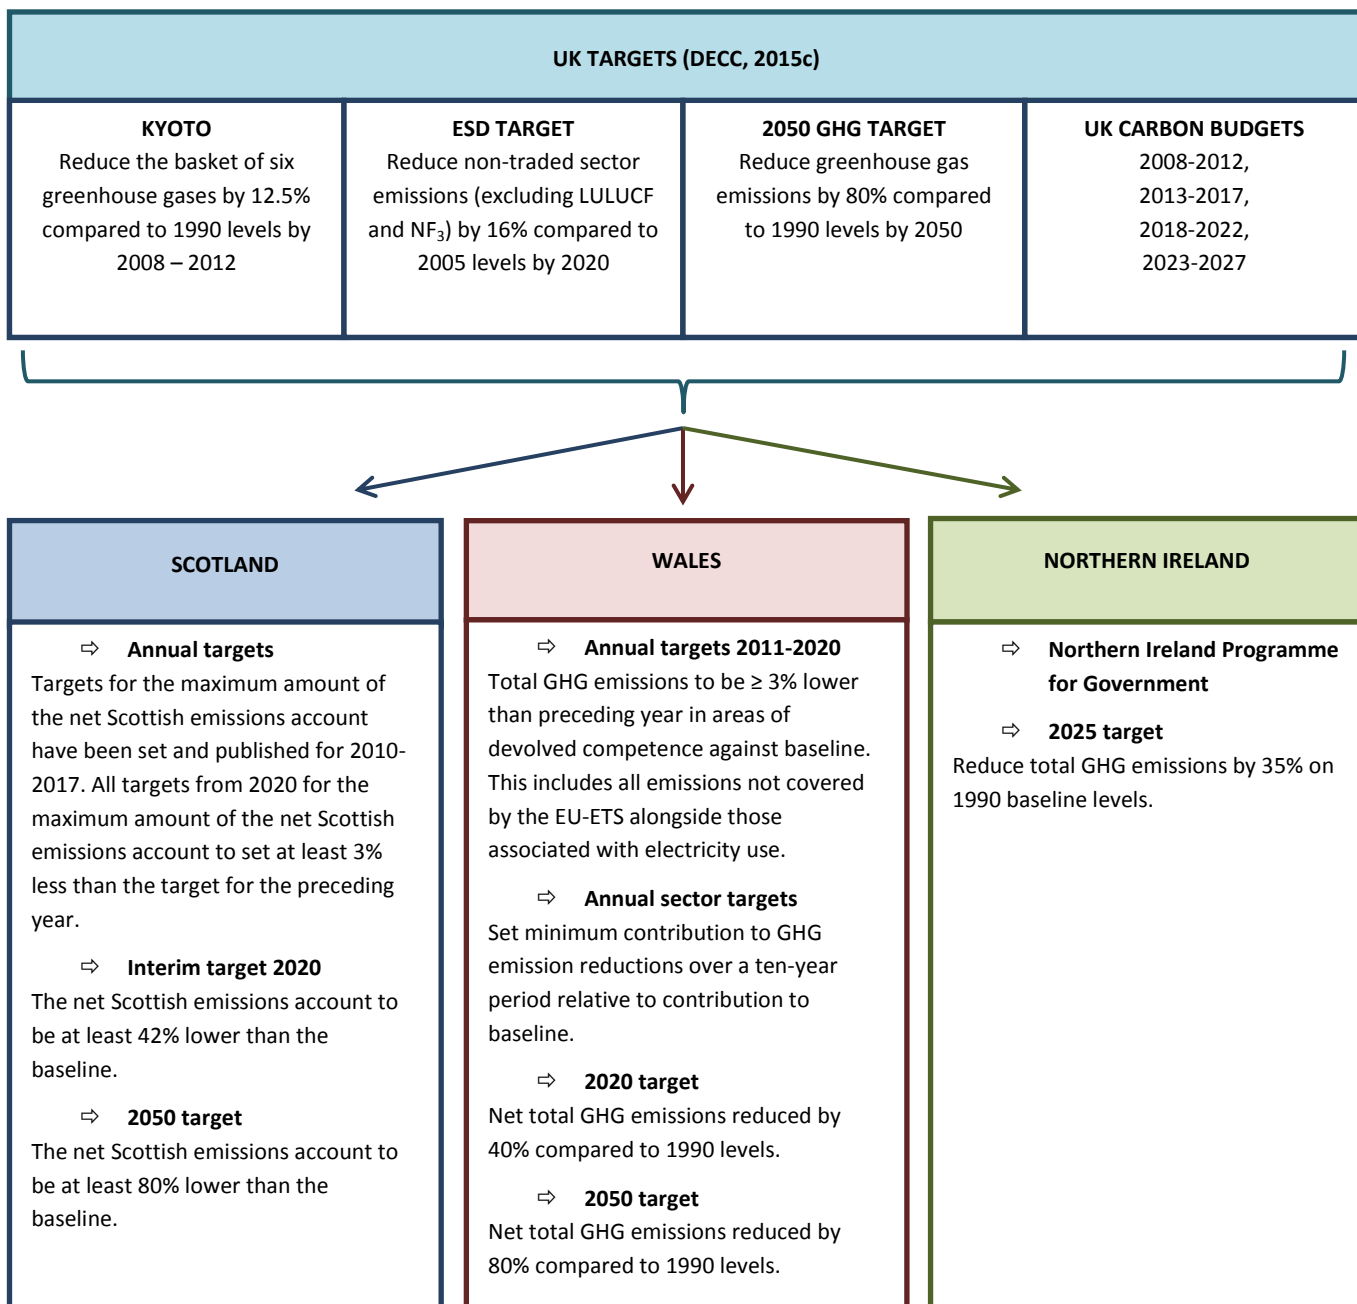 UK TARGETS (DECC, 2015c)
KYOTO
Reduce the basket of six
greenhouse gases by 12.5%
compared to 1990 levels by
2008 – 2012
ESD TARGET
Reduce non-traded sector
emissions (excluding LULUCF
and NF₃) by 16% compared to
2005 levels by 2020
2050 GHG TARGET
Reduce greenhouse gas
emissions by 80% compared
to 1990 levels by 2050
UK CARBON BUDGETS
2008-2012,
2013-2017,
2018-2022,
2023-2027
SCOTLAND
⇨ Annual targets
Targets for the maximum amount of
the net Scottish emissions account
have been set and published for 2010-
2017. All targets from 2020 for the
maximum amount of the net Scottish
emissions account to set at least 3%
less than the target for the preceding
year.
⇨ Interim target 2020
The net Scottish emissions account to
be at least 42% lower than the
baseline.
⇨ 2050 target
The net Scottish emissions account to
be at least 80% lower than the
baseline.
WALES
⇨ Annual targets 2011-2020
Total GHG emissions to be ≥ 3% lower
than preceding year in areas of
devolved competence against baseline.
This includes all emissions not covered
by the EU-ETS alongside those
associated with electricity use.
⇨ Annual sector targets
Set minimum contribution to GHG
emission reductions over a ten-year
period relative to contribution to
baseline.
⇨ 2020 target
Net total GHG emissions reduced by
40% compared to 1990 levels.
⇨ 2050 target
Net total GHG emissions reduced by
80% compared to 1990 levels.
NORTHERN IRELAND
⇨ Northern Ireland Programme
for Government
⇨ 2025 target
Reduce total GHG emissions by 35% on
1990 baseline levels.